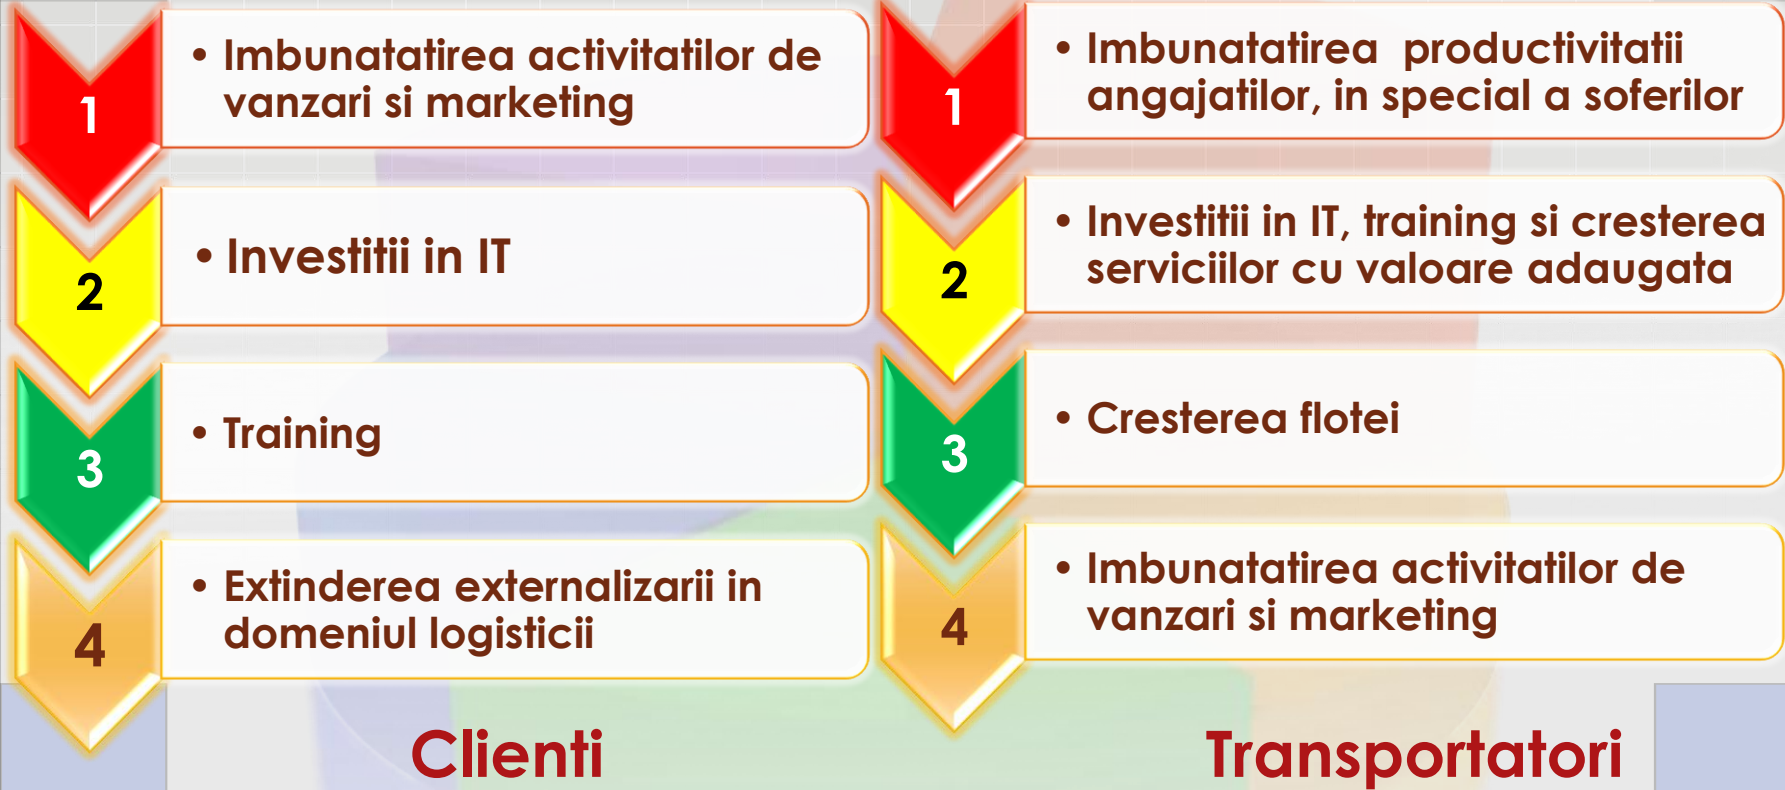 1
• Imbunatatirea activitatilor de
vanzari si marketing
2
• Investitii in IT
3
• Training
4
• Extinderea externalizarii in
domeniul logisticii
Clienti
1
• Imbunatatirea productivitatii
angajatilor, in special a soferilor
2
• Investitii in IT, training si cresterea
serviciilor cu valoare adaugata
3
• Cresterea flotei
4
• Imbunatatirea activitatilor de
vanzari si marketing
Transportatori